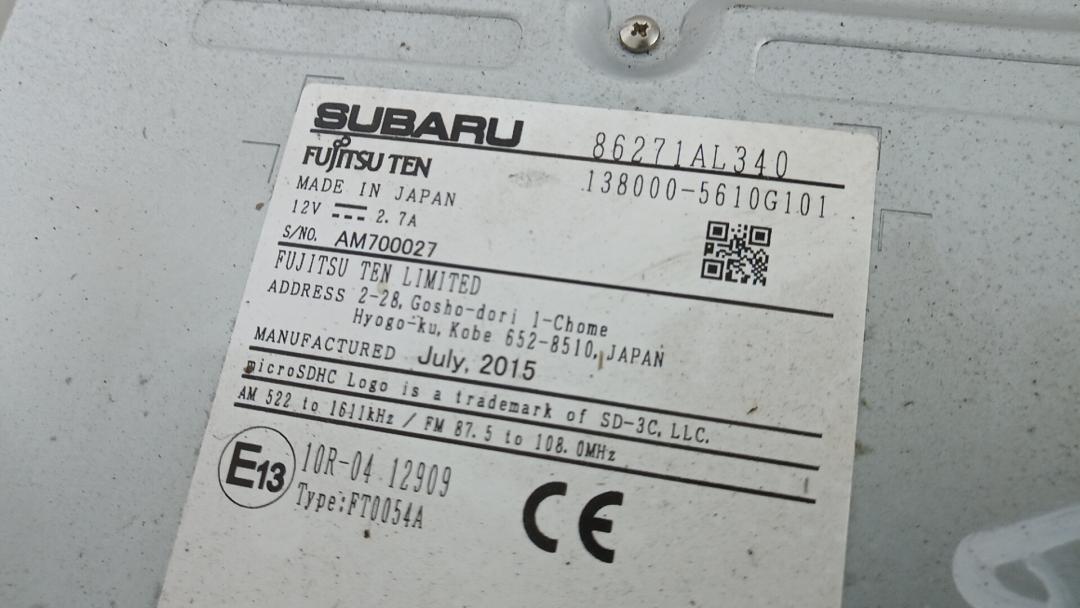 SUBARU 86271AL340
FUJITSU TEN 138000-5610G101
MADE IN JAPAN
12V 2.7A
S/NO. AM700027
FUJITSU TEN LIMITED
ADDRESS 2-28, Gosho-dori 1-Chome
Hyogo-ku, Kobe 652-8510, JAPAN
MANUFACTURED July, 2015
microSDHC Logo is a trademark of SD-3C, LLC.
AM 522 to 1611kHz / FM 87.5 to 108.0MHz
E13 10R-04 12909
Type:FT0054A
CE